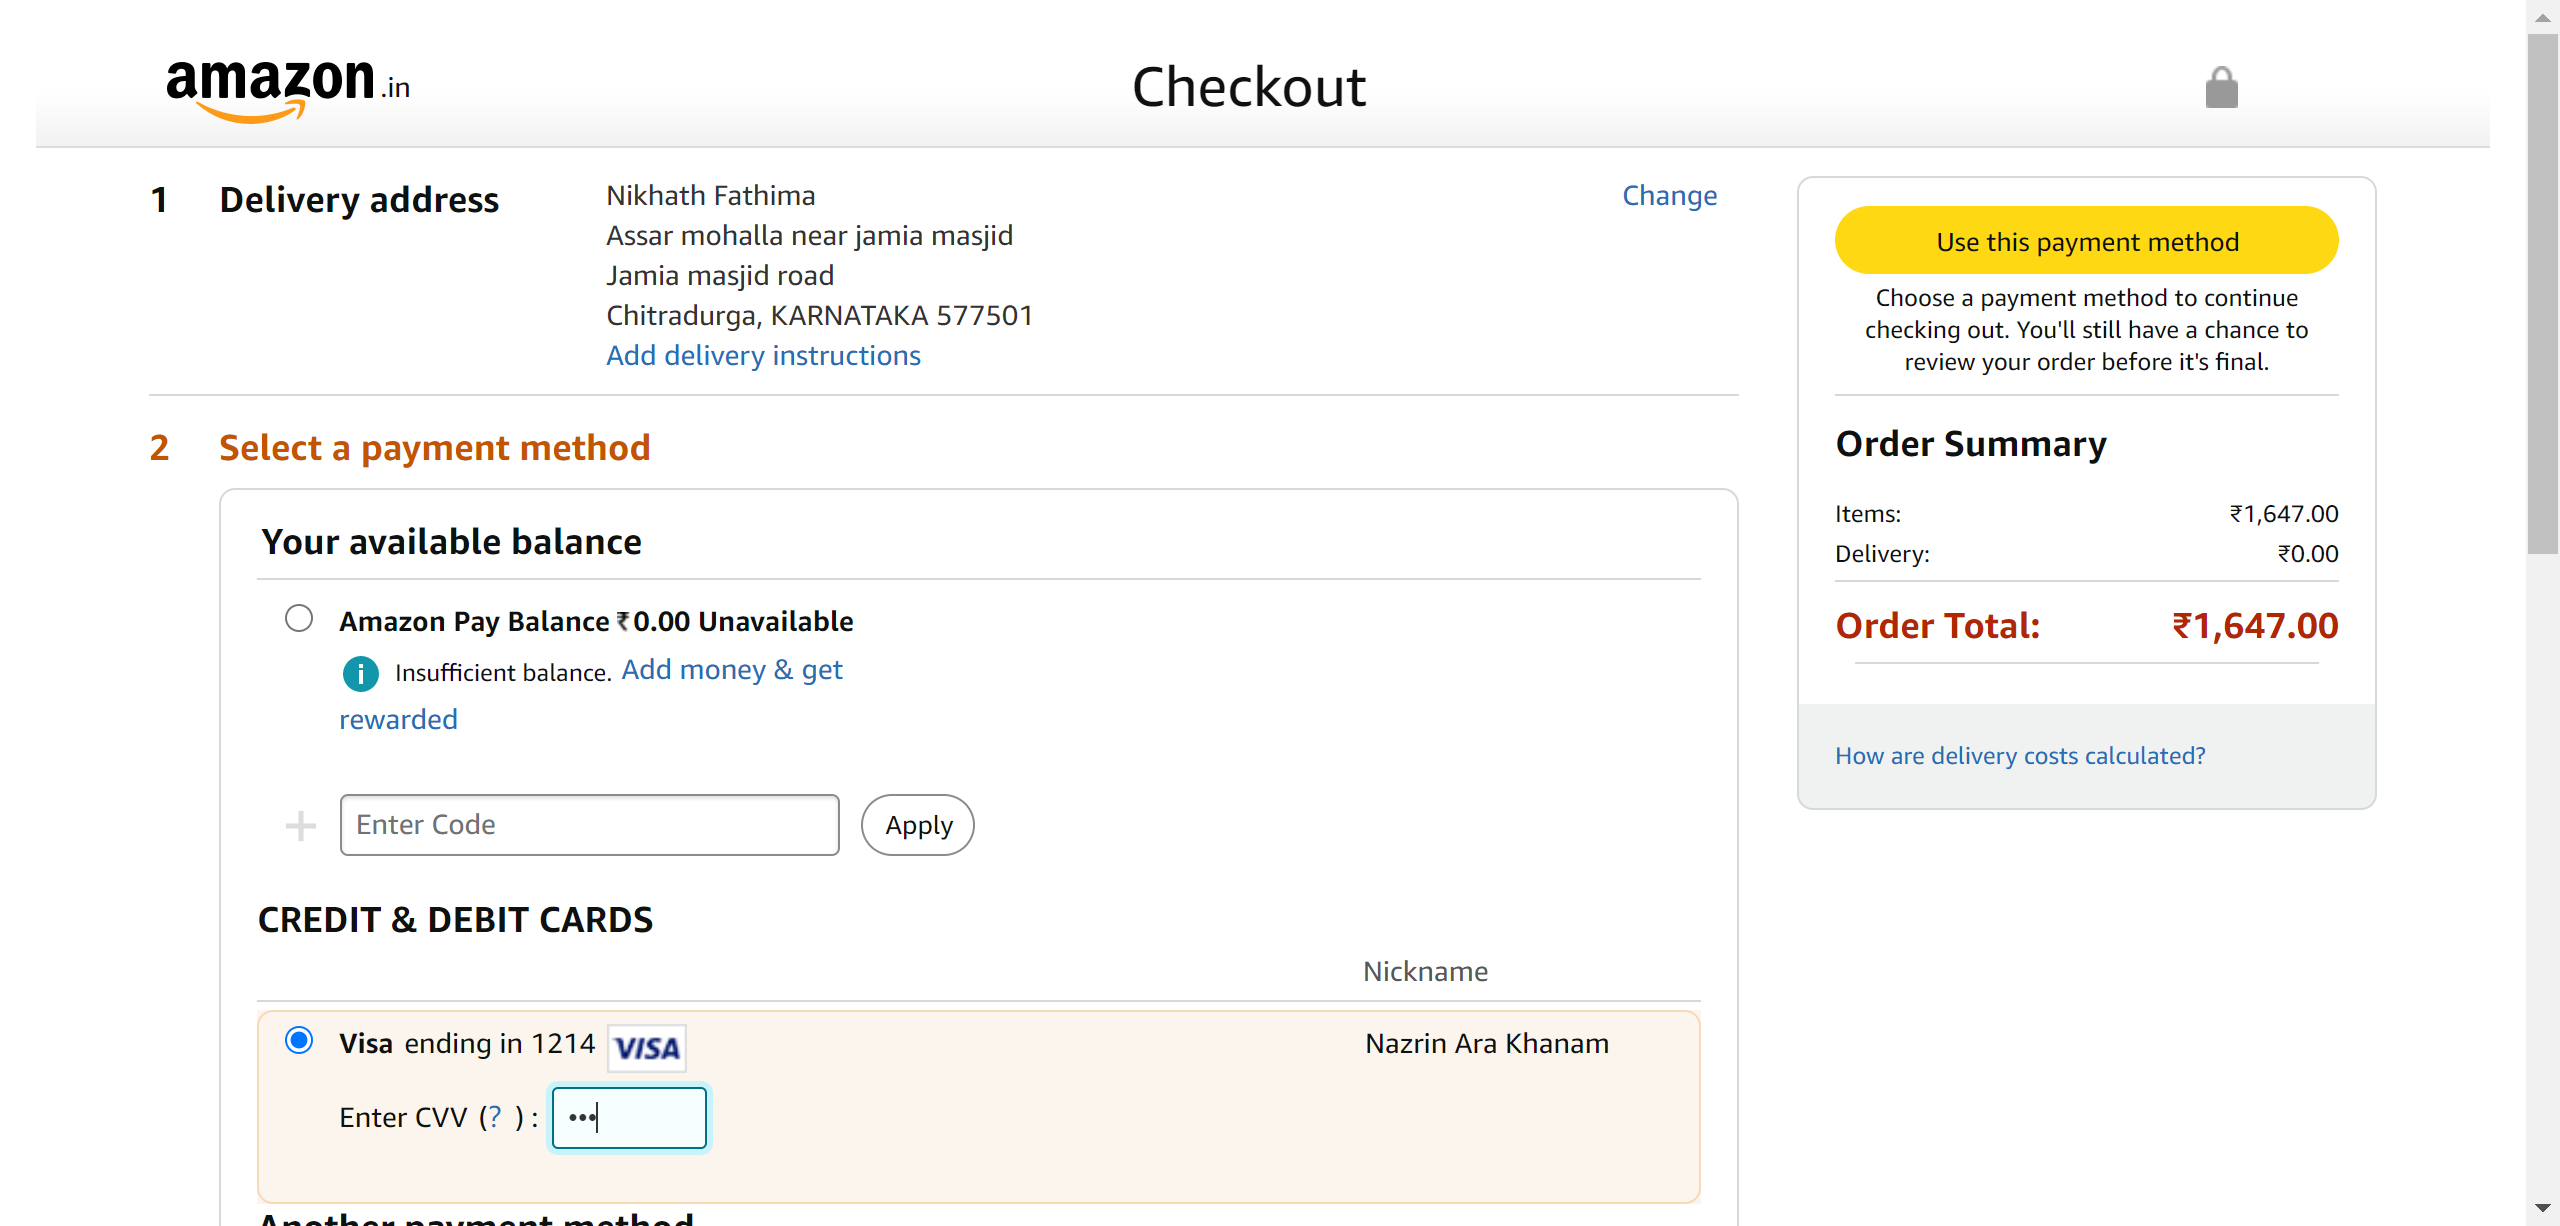 amazon.in
Checkout
1 Delivery address
Nikhath Fathima
Assar mohalla near jamia masjid
Jamia masjid road
Chitradurga, KARNATAKA 577501
Add delivery instructions
Change
2 Select a payment method
Your available balance
Amazon Pay Balance ₹0.00 Unavailable
i Insufficient balance. Add money & get
rewarded
+ Enter Code Apply
CREDIT & DEBIT CARDS
Nickname
Visa ending in 1214 VISA Nazrin Ara Khanam
Enter CVV (? ) : •••
Another payment method
Use this payment method
Choose a payment method to continue
checking out. You'll still have a chance to
review your order before it's final.
Order Summary
Items: ₹1,647.00
Delivery: ₹0.00
Order Total: ₹1,647.00
How are delivery costs calculated?